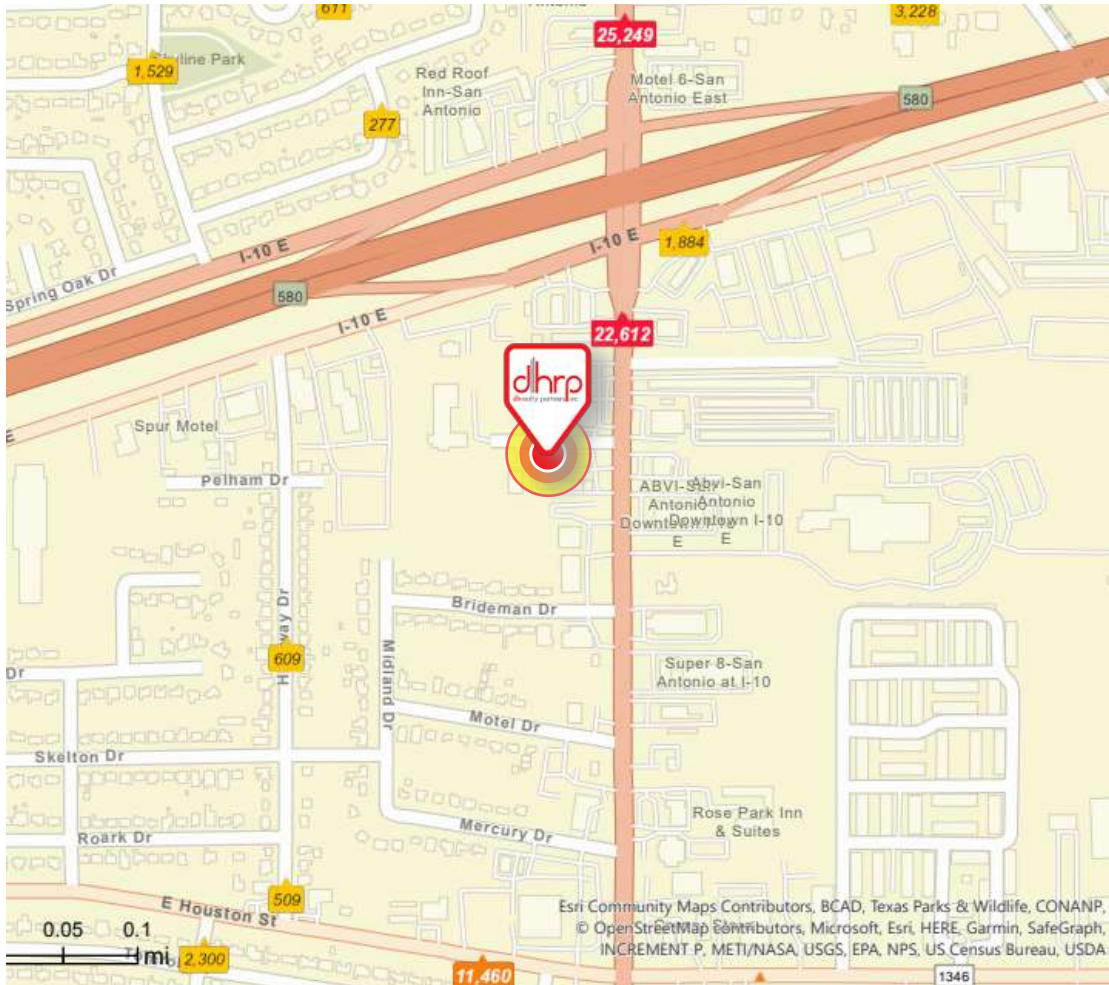 611
25,249
3,228
Skyline Park
1,529
Red Roof
Inn-San
Antonio
Motel 6-San
Antonio East
580
277
I-10 E
I-10 E
1,884
Spring Oak Dr
580
I-10 E
22,612
dhrp
Spur Motel
Pelham Dr
ABVI-San
Antonio
Downtown I-10
E
Abvi-San
Antonio
Downtown I-10
E
Brideman Dr
609
Midland Dr
Super 8-San
Antonio at I-10
Dr
Motel Dr
Skelton Dr
Rose Park Inn
& Suites
Roark Dr
Mercury Dr
509
E Houston St
Esri Community Maps Contributors, BCAD, Texas Parks & Wildlife, CONANP,
© OpenStreetMap contributors, Microsoft, Esri, HERE, Garmin, SafeGraph,
INCREMENT P, METI/NASA, USGS, EPA, NPS, US Census Bureau, USDA
0.05 0.1
mi
2,300
11,460
1346